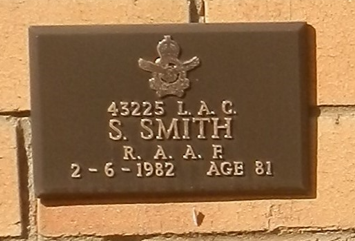 43225 L. A. C.
S. SMITH
R. A. A. F.
2 - 6 - 1982 AGE 81